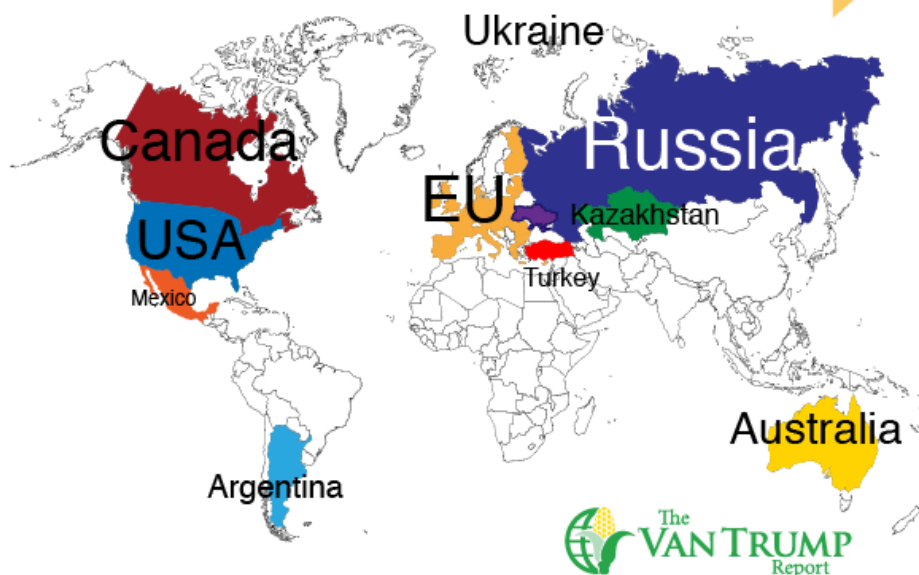 Ukraine
Canada
Russia
EU
Kazakhstan
USA
Turkey
Mexico
Australia
Argentina
The
VAN TRUMP
Report